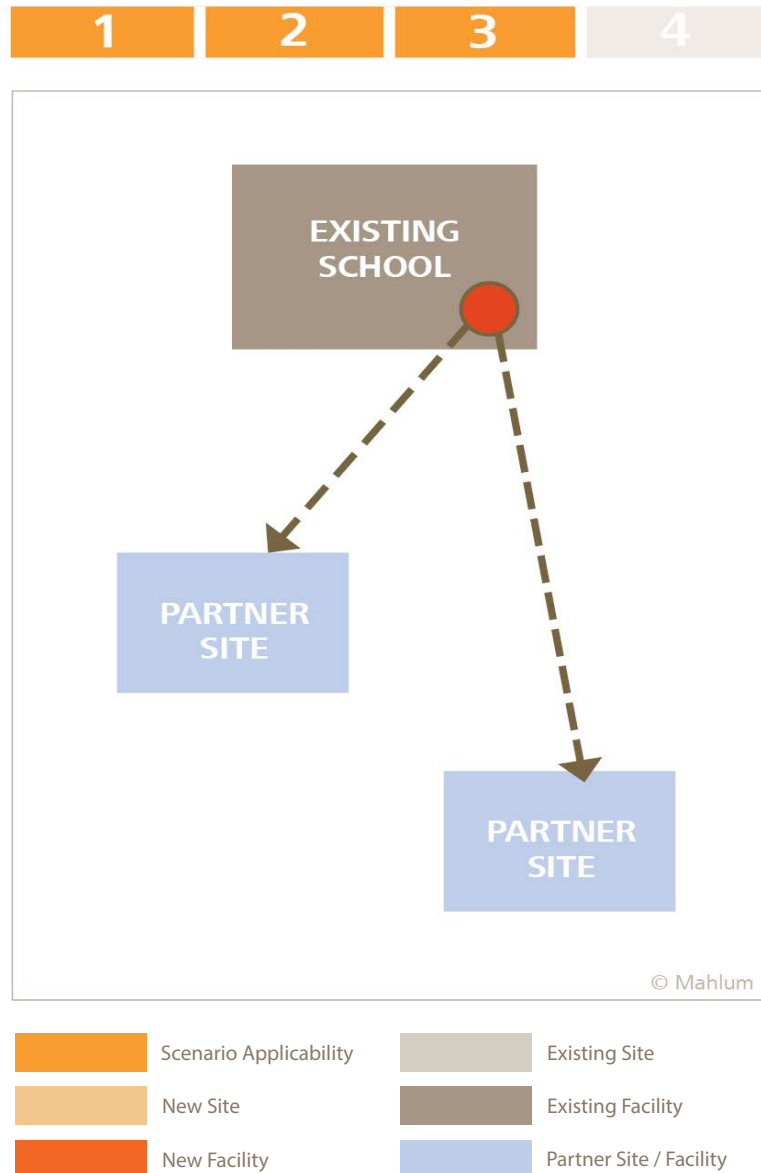 1 2 3 4
EXISTING
SCHOOL
PARTNER
SITE
PARTNER
SITE
© Mahlum
Scenario Applicability
Existing Site
New Site
Existing Facility
New Facility
Partner Site / Facility